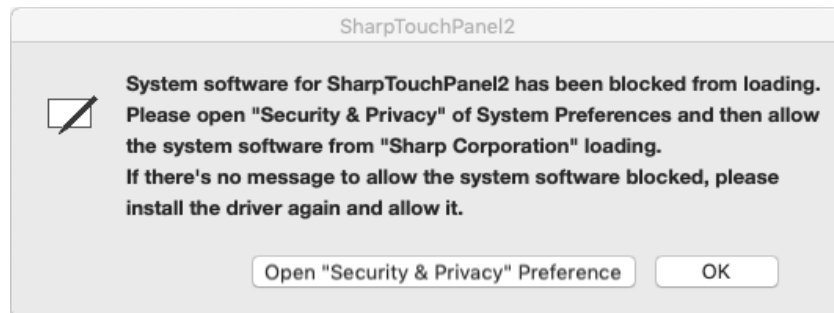 SharpTouchPanel2
System software for SharpTouchPanel2 has been blocked from loading.
Please open "Security & Privacy" of System Preferences and then allow
the system software from "Sharp Corporation" loading.
If there's no message to allow the system software blocked, please
install the driver again and allow it.
Open "Security & Privacy" Preference OK